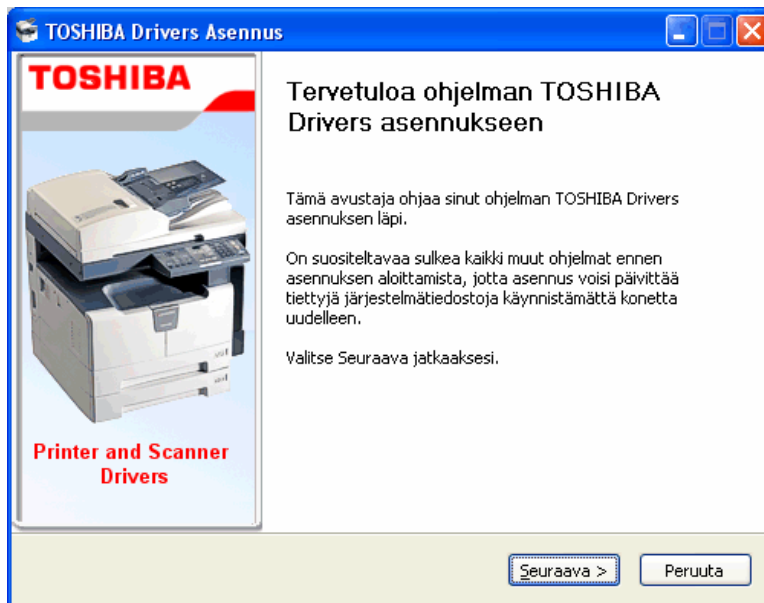 TOSHIBA Drivers Asennus
TOSHIBA
Printer and Scanner
Drivers
Tervetuloa ohjelman TOSHIBA
Drivers asennukseen
Tämä avustaja ohjaa sinut ohjelman TOSHIBA Drivers
asennuksen läpi.
On suositeltavaa sulkea kaikki muut ohjelmat ennen
asennuksen aloittamista, jotta asennus voisi päivittää
tiettyjä järjestelmätiedostoja käynnistämättä konetta
uudelleen.
Valitse Seuraava jatkaaksesi.
Seuraava >
Peruuta